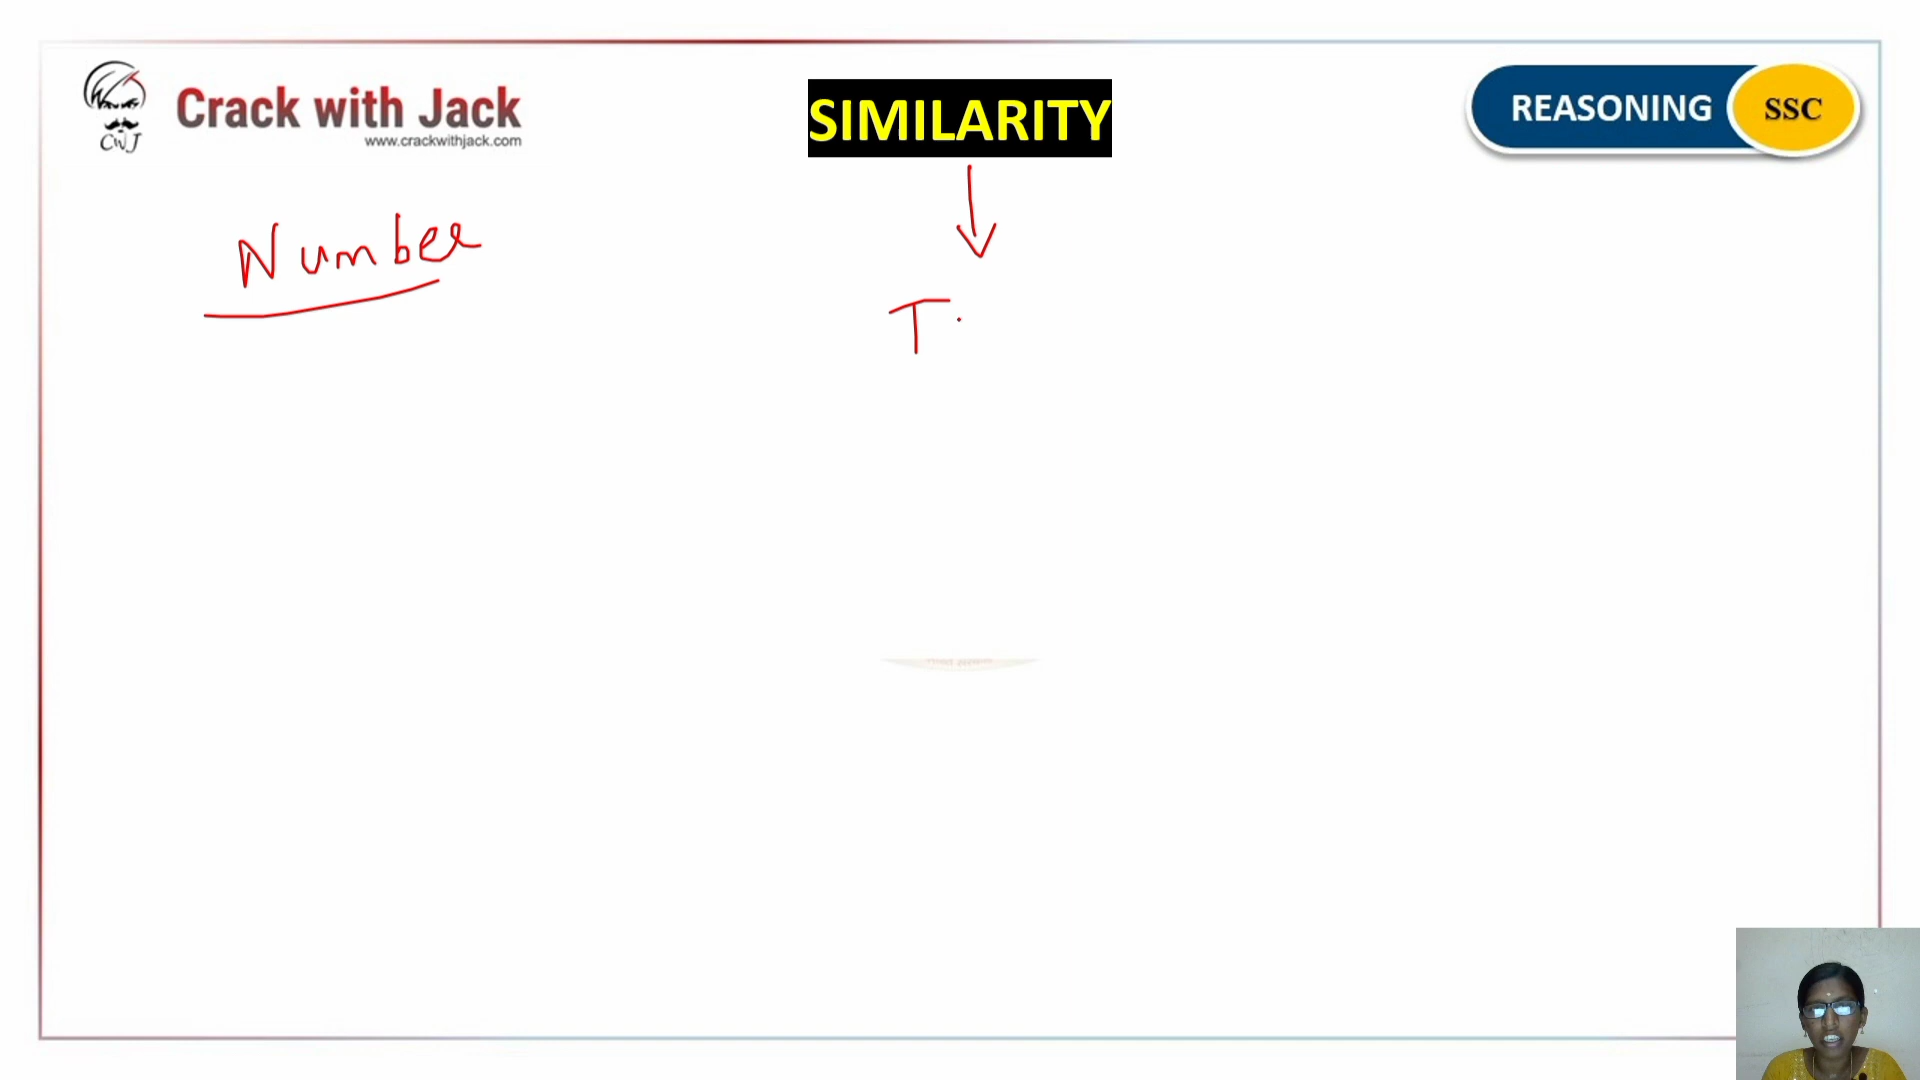 Crack with Jack
www.crackwithjack.com
CWJ
SIMILARITY
REASONING SSC
Number
T